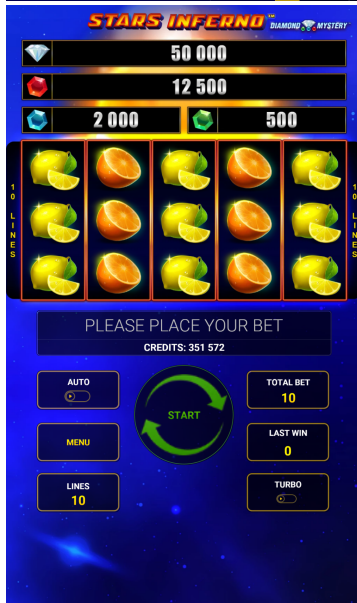 STARS INFERNO™ DIAMOND MYSTERY
50 000
12 500
2 000 500
10 LINES
10 LINES
PLEASE PLACE YOUR BET
CREDITS: 351 572
AUTO
START
TOTAL BET
10
MENU
LAST WIN
0
LINES
10
TURBO